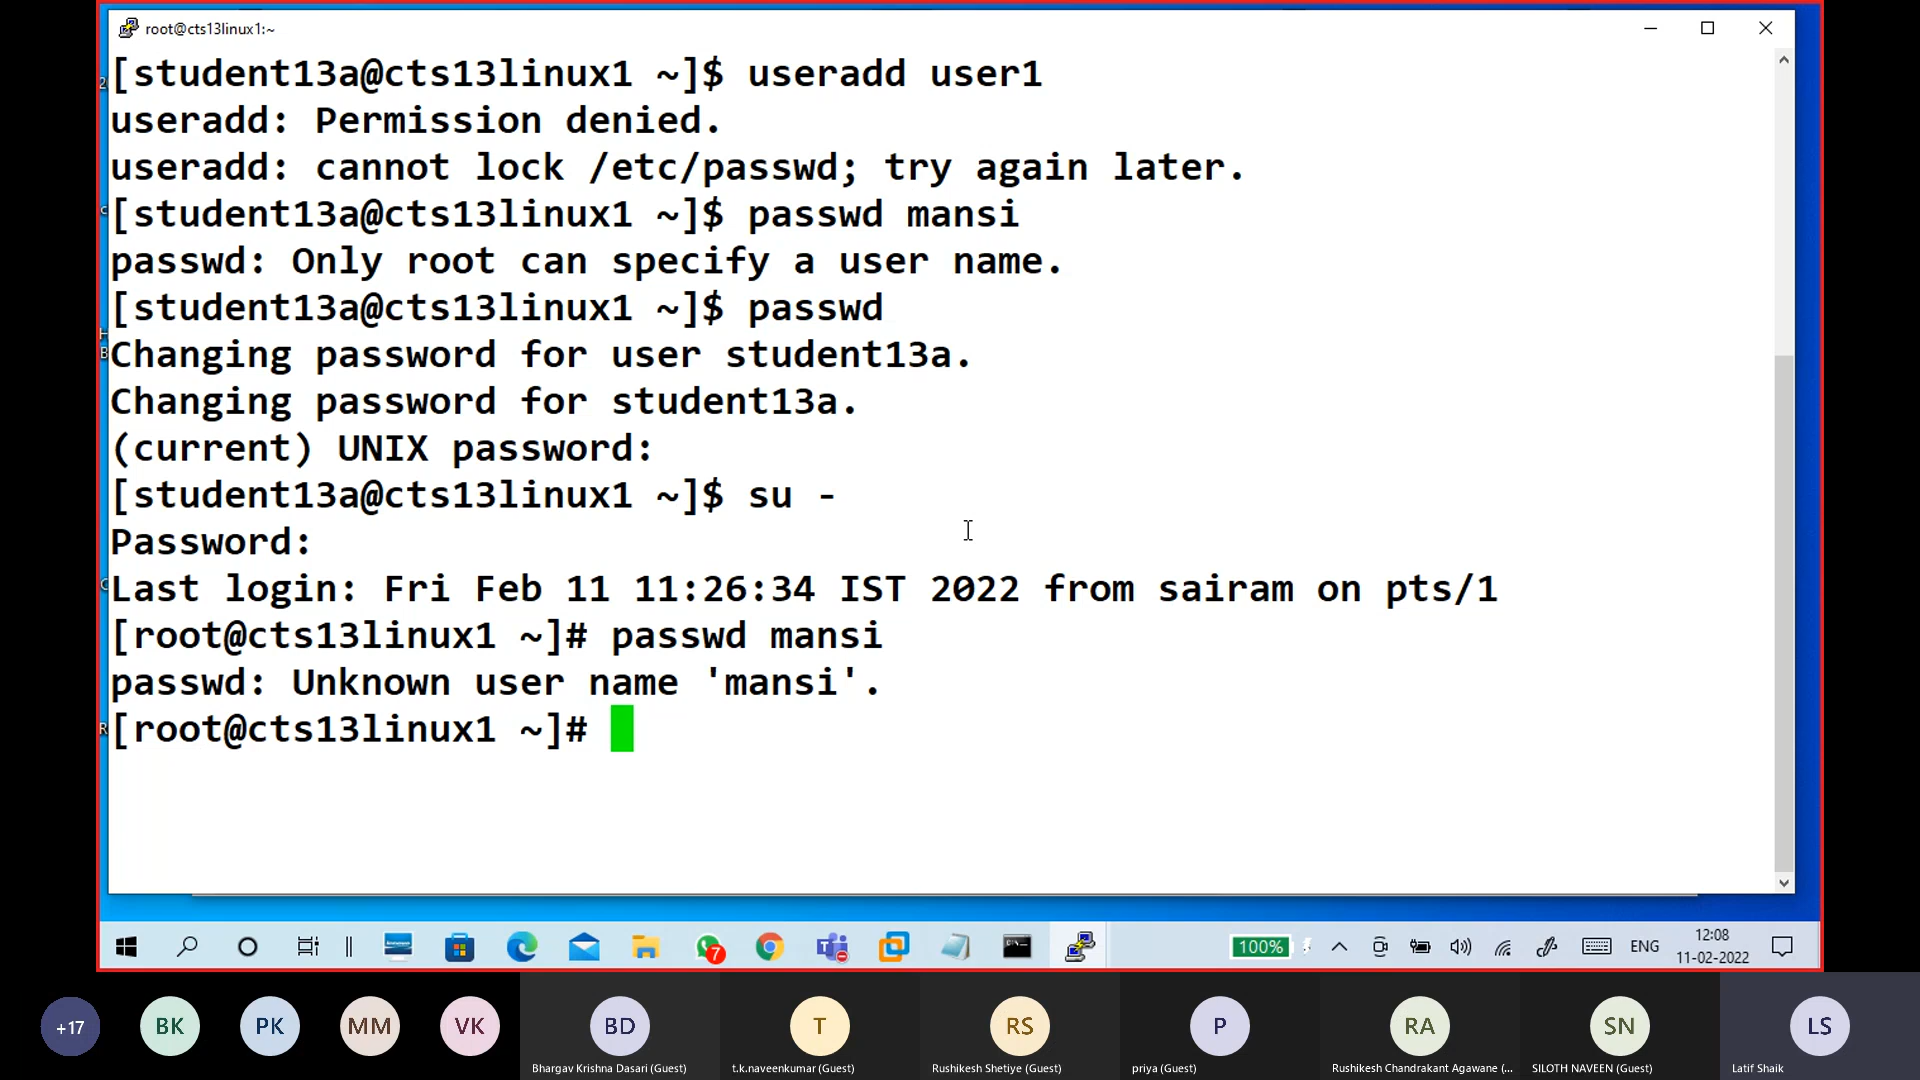 root@cts13linux1:~
[student13a@cts13linux1 ~]$ useradd user1
useradd: Permission denied.
useradd: cannot lock /etc/passwd; try again later.
[student13a@cts13linux1 ~]$ passwd mansi
passwd: Only root can specify a user name.
[student13a@cts13linux1 ~]$ passwd
Changing password for user student13a.
Changing password for student13a.
(current) UNIX password:
[student13a@cts13linux1 ~]$ su -
Password:
Last login: Fri Feb 11 11:26:34 IST 2022 from sairam on pts/1
[root@cts13linux1 ~]# passwd mansi
passwd: Unknown user name 'mansi'.
[root@cts13linux1 ~]#
7
100%
ENG
12:08
11-02-2022
+17
BK
PK
MM
VK
BD
T
RS
P
RA
SN
LS
Bhargav Krishna Dasari (Guest)
t.k.naveenkumar (Guest)
Rushikesh Shetiye (Guest)
priya (Guest)
Rushikesh Chandrakant Agawane (...
SILOTH NAVEEN (Guest)
Latif Shaik